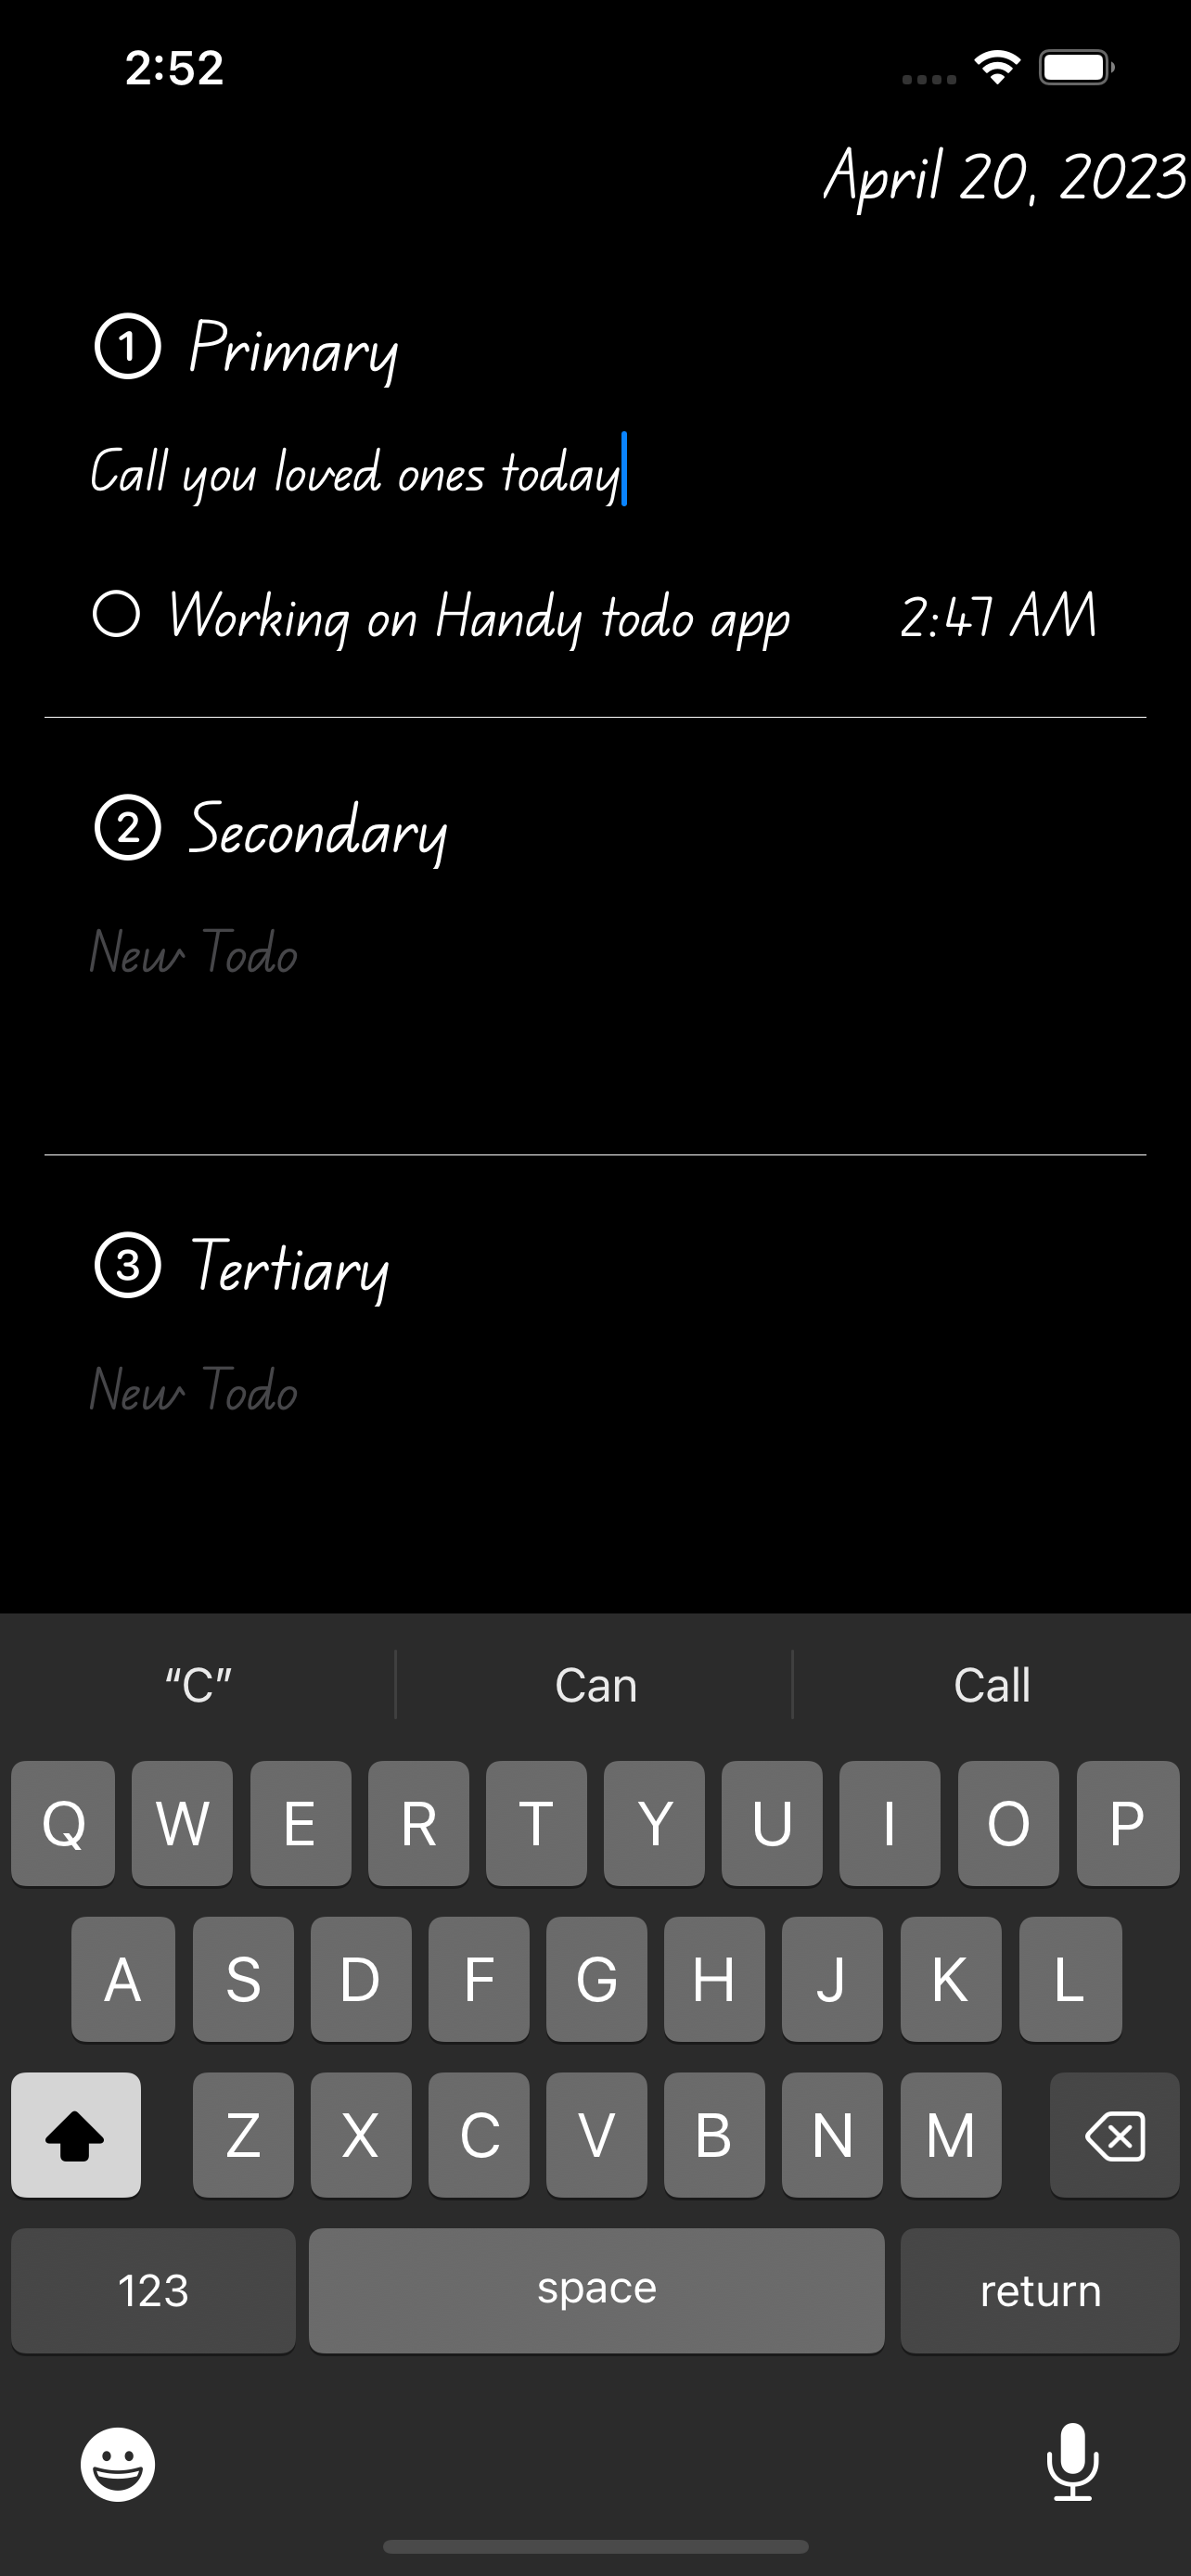 2:52
April 20, 2023
1 Primary
Call you loved ones today
Working on Handy todo app 2:47 AM
2 Secondary
New Todo
3 Tertiary
New Todo
“C” Can Call
Q W E R T Y U I O P
A S D F G H J K L
Z X C V B N M
123 space return